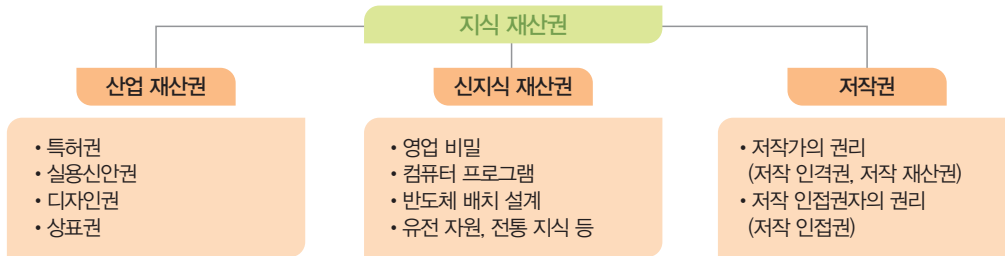 지식 재산권
산업 재산권
• 특허권
• 실용신안권
• 디자인권
• 상표권
신지식 재산권
• 영업 비밀
• 컴퓨터 프로그램
• 반도체 배치 설계
• 유전 자원, 전통 지식 등
저작권
• 저작가의 권리
(저작 인격권, 저작 재산권)
• 저작 인접권자의 권리
(저작 인접권)